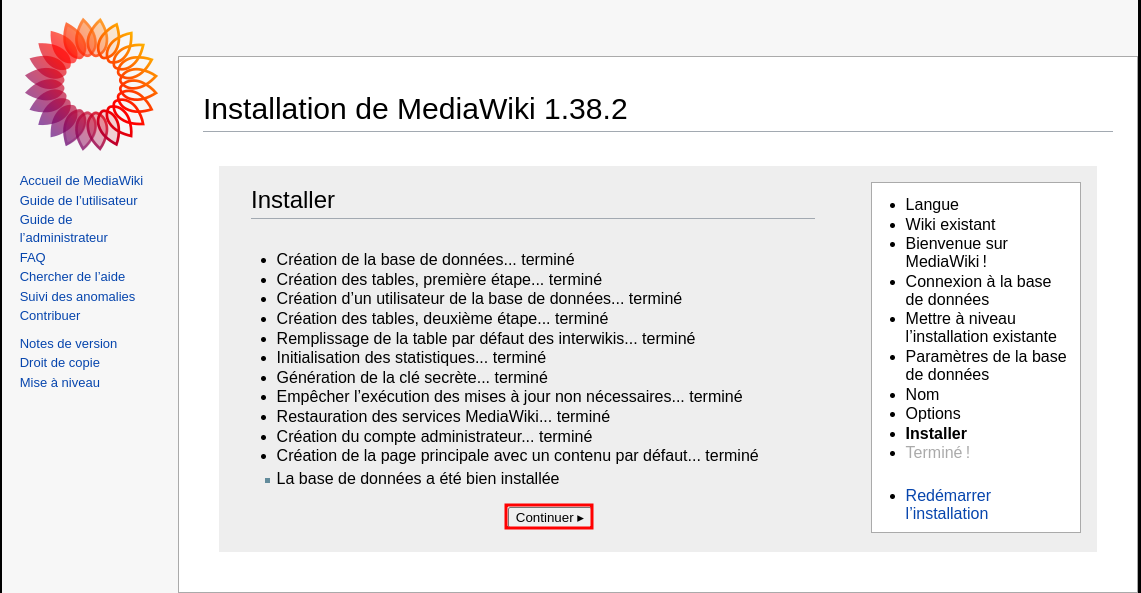 Accueil de MediaWiki
Guide de l’utilisateur
Guide de
l’administrateur
FAQ
Chercher de l’aide
Suivi des anomalies
Contribuer
Notes de version
Droit de copie
Mise à niveau
Installation de MediaWiki 1.38.2
Installer
Création de la base de données... terminé
Création des tables, première étape... terminé
Création d’un utilisateur de la base de données... terminé
Création des tables, deuxième étape... terminé
Remplissage de la table par défaut des interwikis... terminé
Initialisation des statistiques... terminé
Génération de la clé secrète... terminé
Empêcher l’exécution des mises à jour non nécessaires... terminé
Restauration des services MediaWiki... terminé
Création du compte administrateur... terminé
Création de la page principale avec un contenu par défaut... terminé
La base de données a été bien installée
Continuer ▸
Langue
Wiki existant
Bienvenue sur
MediaWiki !
Connexion à la base
de données
Mettre à niveau
l’installation existante
Paramètres de la base
de données
Nom
Options
Installer
Terminé !
Redémarrer
l’installation